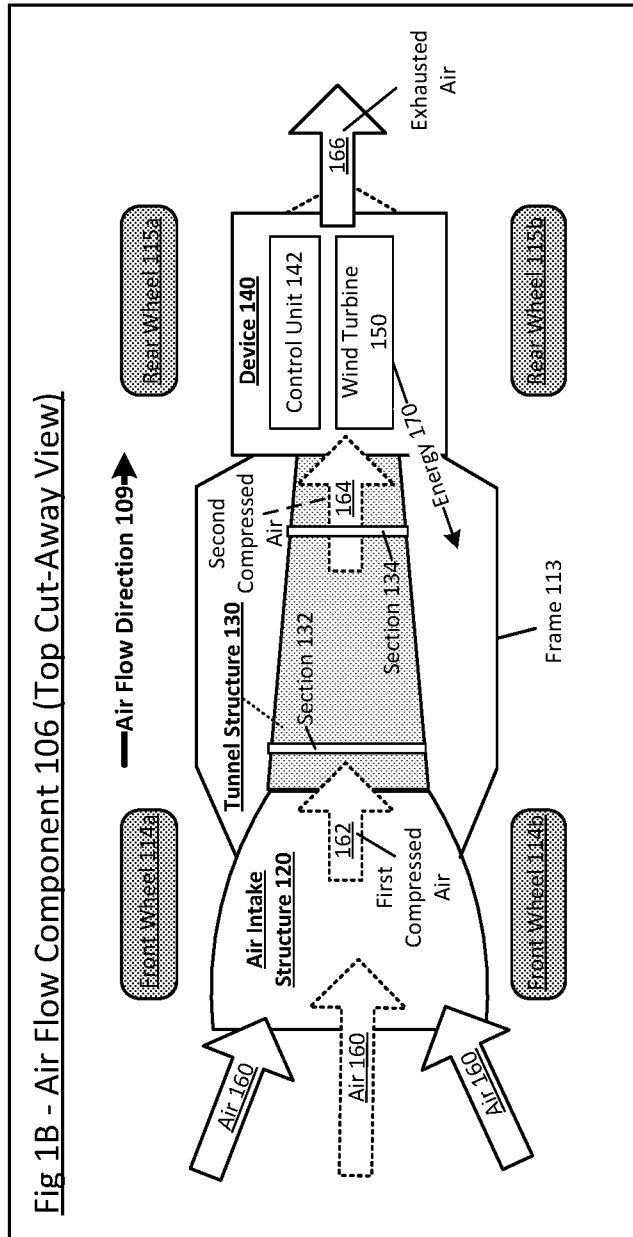 Fig 1B - Air Flow Component 106 (Top Cut-Away View)
Air Flow Direction 109
Front Wheel 114a
Rear Wheel 115a
Tunnel Structure 130
Section 132
Second
Compressed
Air
164
Device 140
Control Unit 142
Wind Turbine
150
166
Exhausted
Air
Air 160
Air 160
Air 160
Air Intake
Structure 120
162
First
Compressed
Air
Section 134
Energy 170
Frame 113
Front Wheel 114b
Rear Wheel 115b